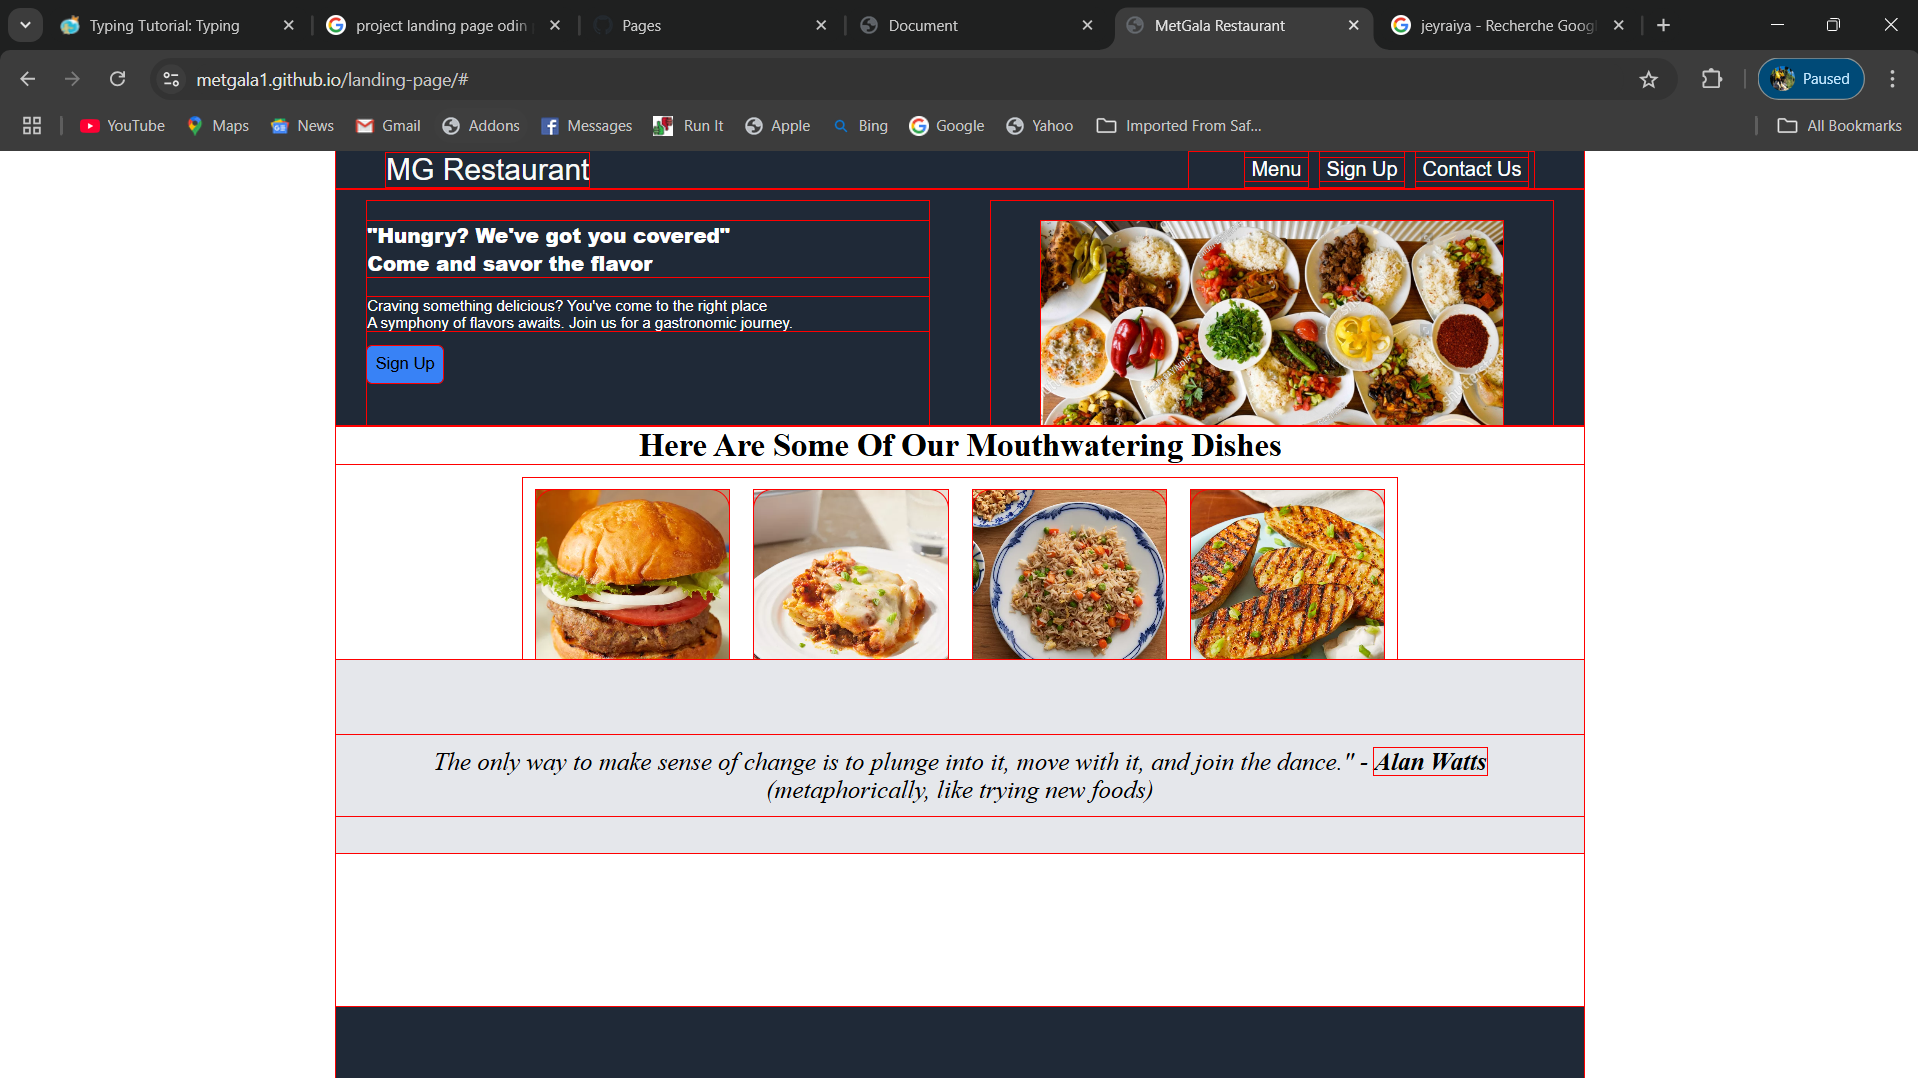 Typing Tutorial: Typing
project landing page odin
Pages
Document
MetGala Restaurant
jeyraiya - Recherche Goog
metgala1.github.io/landing-page/#
Paused
YouTube
Maps
News
Gmail
Addons
Messages
Run It
Apple
Bing
Google
Yahoo
Imported From Saf...
All Bookmarks
MG Restaurant
Menu
Sign Up
Contact Us
"Hungry? We've got you covered"
Come and savor the flavor
Craving something delicious? You've come to the right place
A symphony of flavors awaits. Join us for a gastronomic journey.
Sign Up
Here Are Some Of Our Mouthwatering Dishes
The only way to make sense of change is to plunge into it, move with it, and join the dance." - Alan Watts
(metaphorically, like trying new foods)